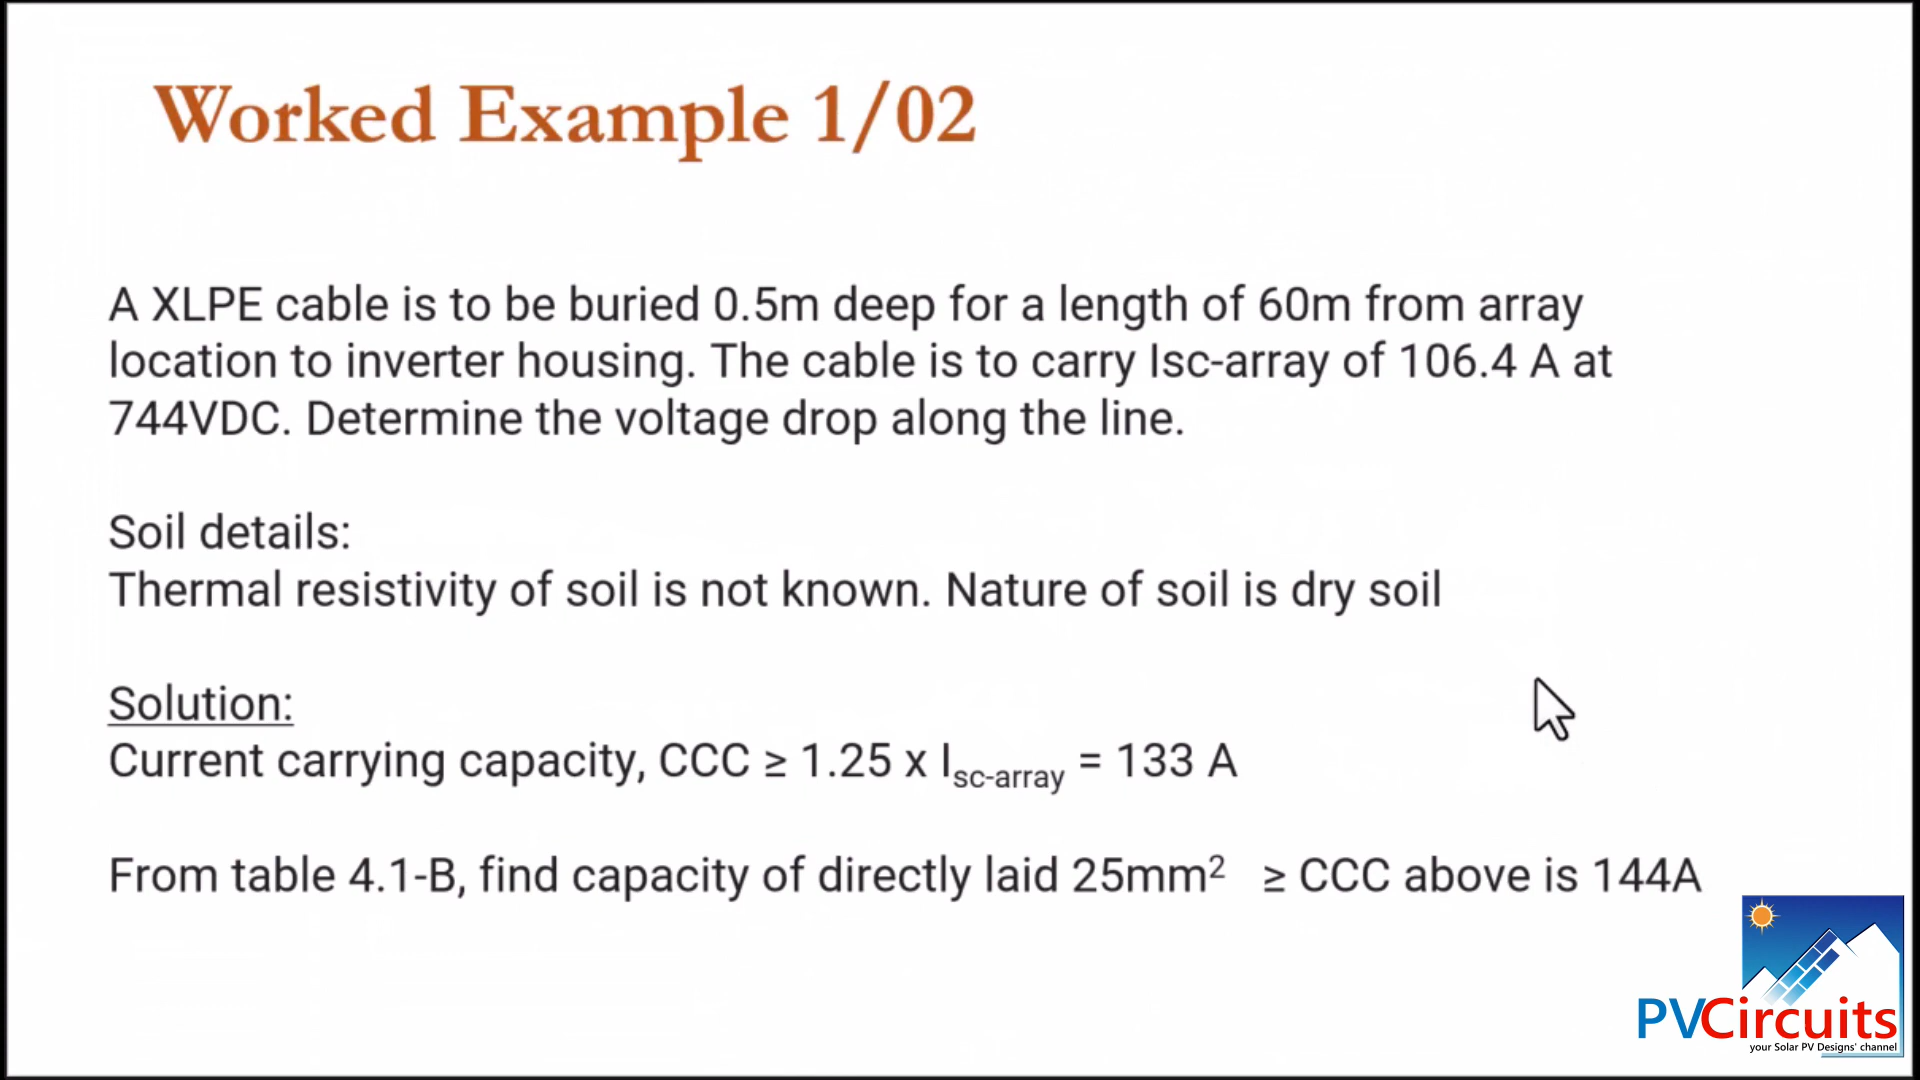 Worked Example 1/02
A XLPE cable is to be buried 0.5m deep for a length of 60m from array
location to inverter housing. The cable is to carry Isc-array of 106.4 A at
744VDC. Determine the voltage drop along the line.
Soil details:
Thermal resistivity of soil is not known. Nature of soil is dry soil
Solution:
Current carrying capacity, CCC ≥ 1.25 x Isc-array = 133 A
From table 4.1-B, find capacity of directly laid 25mm² ≥ CCC above is 144A
PVCircuits
your Solar PV Designs' channel